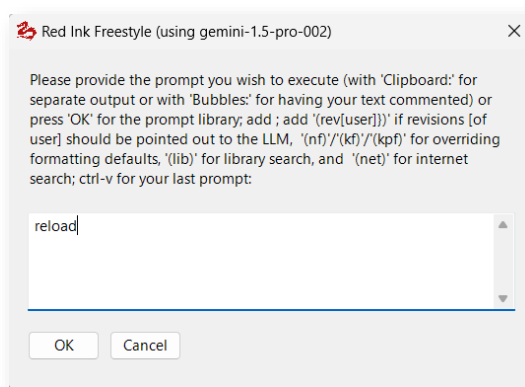 Red Ink Freestyle (using gemini-1.5-pro-002)
Please provide the prompt you wish to execute (with 'Clipboard:' for
separate output or with 'Bubbles:' for having your text commented) or
press 'OK' for the prompt library; add ; add '(rev[user]))' if revisions [of
user] should be pointed out to the LLM,  '(nf)'/'(kf)'/'(kpf)' for overriding
formatting defaults, '(lib)' for library search, and  '(net)' for internet
search; ctrl-v for your last prompt:
reload
OK Cancel